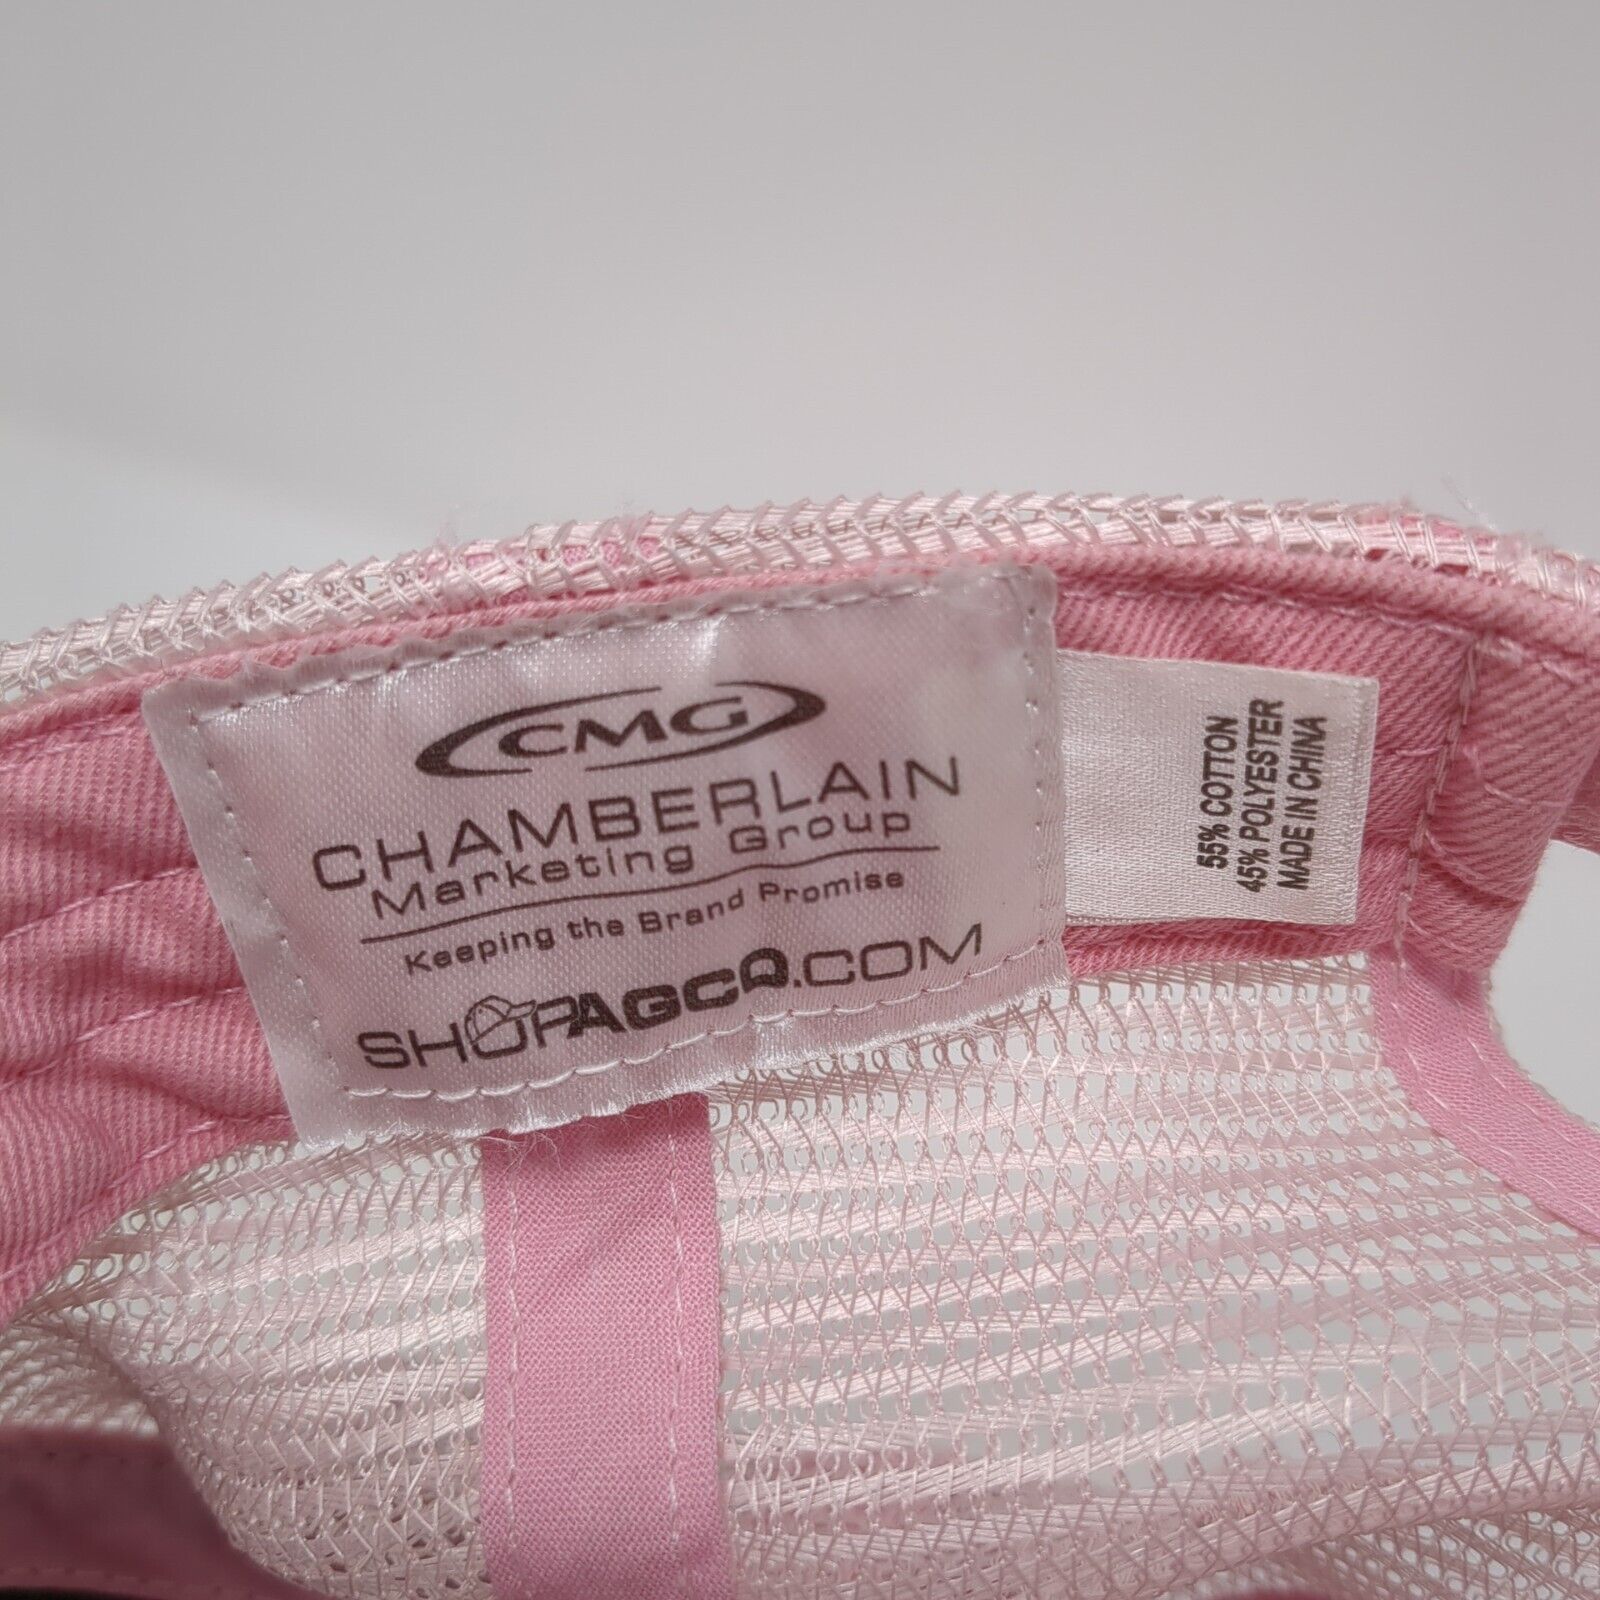 CMG
CHAMBERLAIN
Marketing Group
Keeping the Brand Promise
SHOPAGCO.COM
55% COTTON
45% POLYESTER
MADE IN CHINA